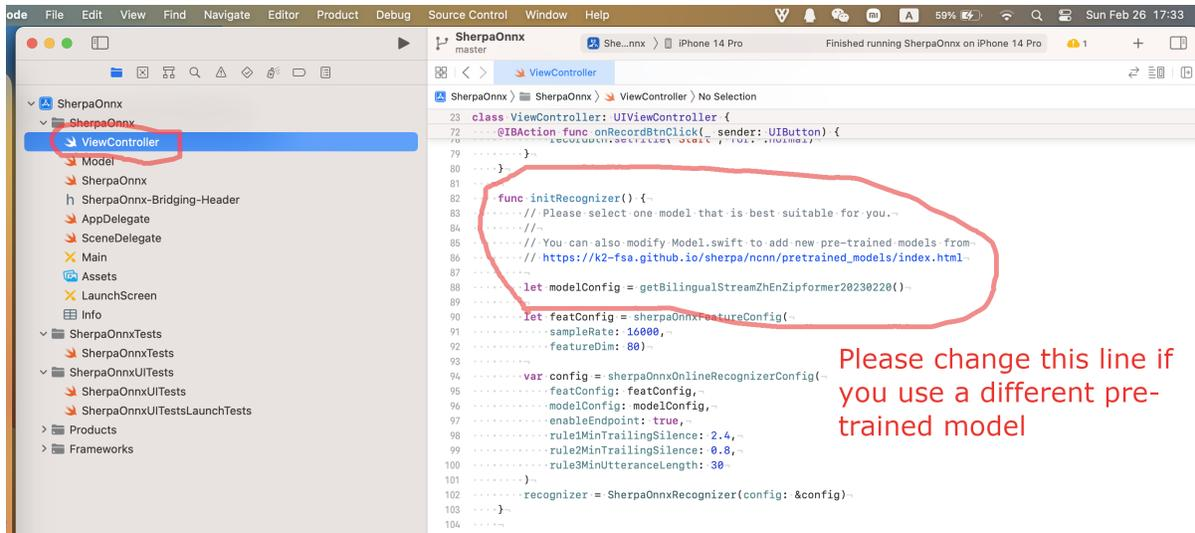 ode File Edit View Find Navigate Editor Product Debug Source Control Window Help A 59% Sun Feb 26 17:33
SherpaOnnx
master
She...nnx 〉 iPhone 14 Pro
Finished running SherpaOnnx on iPhone 14 Pro
1
ViewController
SherpaOnnx 〉 SherpaOnnx 〉 ViewController 〉 No Selection
SherpaOnnx
SherpaOnnx
ViewController
Model
SherpaOnnx
h SherpaOnnx-Bridging-Header
AppDelegate
SceneDelegate
Main
Assets
LaunchScreen
Info
SherpaOnnxTests
SherpaOnnxTests
SherpaOnnxUITests
SherpaOnnxUITests
SherpaOnnxUITestsLaunchTests
Products
Frameworks
23 class ViewController: UIViewController {
72 @IBAction func onRecordBtnClick(_ sender: UIButton) {
79 }
80 }
81
82 func initRecognizer() {
83 // Please select one model that is best suitable for you.
84 //
85 // You can also modify Model.swift to add new pre-trained models from
86 // https://k2-fsa.github.io/sherpa/ncnn/pretrained_models/index.html
87
88 let modelConfig = getBilingualStreamZhEnZipformer20230220()
89
90 let featConfig = sherpaOnnxFeatureConfig(
91 sampleRate: 16000,
92 featureDim: 80)
93
94 var config = sherpaOnnxOnlineRecognizerConfig(
95 featConfig: featConfig,
96 modelConfig: modelConfig,
97 enableEndpoint: true,
98 rule1MinTrailingSilence: 2.4,
99 rule2MinTrailingSilence: 0.8,
100 rule3MinUtteranceLength: 30
101 )
102 recognizer = SherpaOnnxRecognizer(config: &config)
103 }
104
Please change this line if
you use a different pre-
trained model